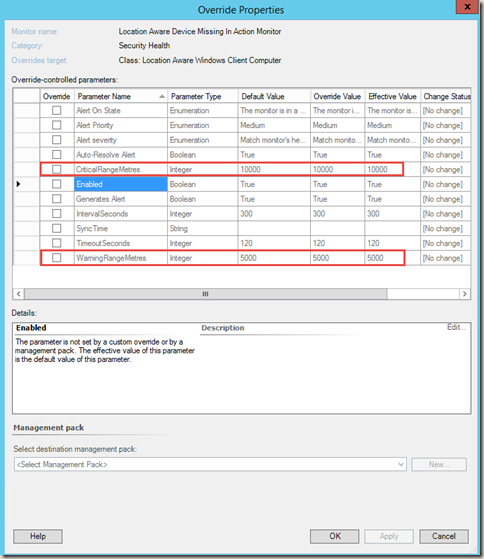 Override Properties
Monitor name: Location Aware Device Missing In Action Monitor
Category: Security Health
Overrides target: Class: Location Aware Windows Client Computer
Override-controlled parameters:
Override Parameter Name Parameter Type Default Value Override Value Effective Value Change Status
Alert On State Enumeration The monitor is in a ... The monitor i... The monitor is... [No change]
Alert Priority Enumeration Medium Medium Medium [No change]
Alert severity Enumeration Match monitor's he... Match monito... Match monitor... [No change]
Auto-Resolve Alert Boolean True True True [No change]
CriticalRangeMetres Integer 10000 10000 10000 [No change]
Enabled Boolean True True True [No change]
Generates Alert Boolean True True True [No change]
IntervalSeconds Integer 300 300 300 [No change]
SyncTime String [No change]
TimeoutSeconds Integer 120 120 120 [No change]
WarningRangeMetres Integer 5000 5000 5000 [No change]
Details:
Enabled Description Edit...
The parameter is not set by a custom override or by a
management pack. The effective value of this parameter
is the default value of this parameter.
Management pack
Select destination management pack:
<Select Management Pack> New...
Help OK Apply Cancel